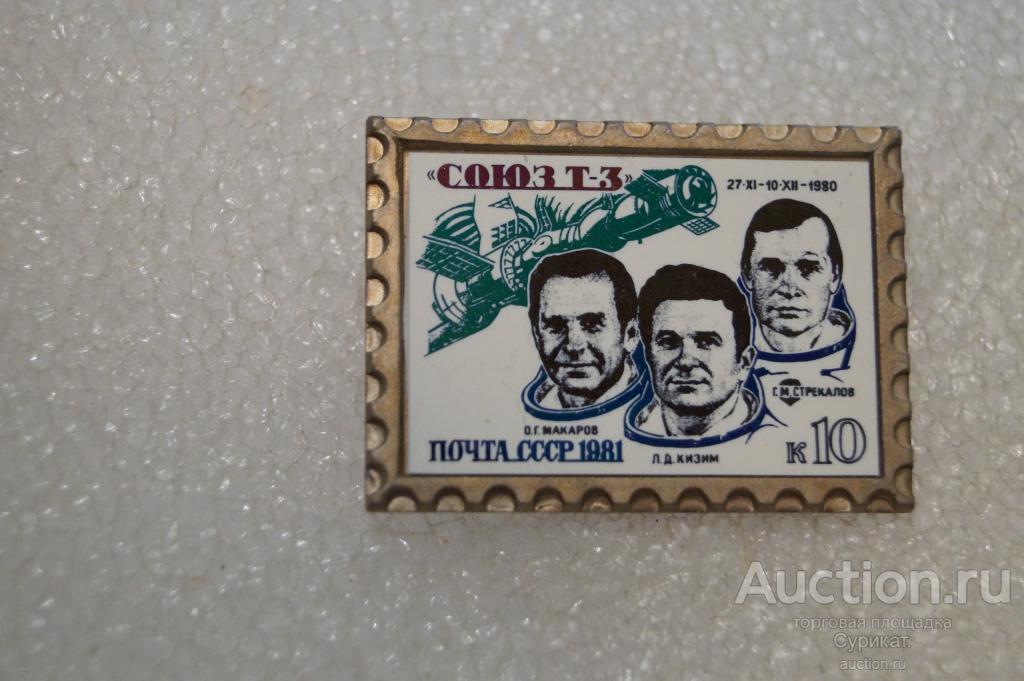 «СОЮЗ Т-3»
27·XI-10·XII-1980
Г.М.СТРЕКАЛОВ
О.Г.МАКАРОВ
Л.Д.КИЗИМ
ПОЧТА СССР 1981
к10
Auction.ru
торговая площадка
Сурикат.
auction.ru